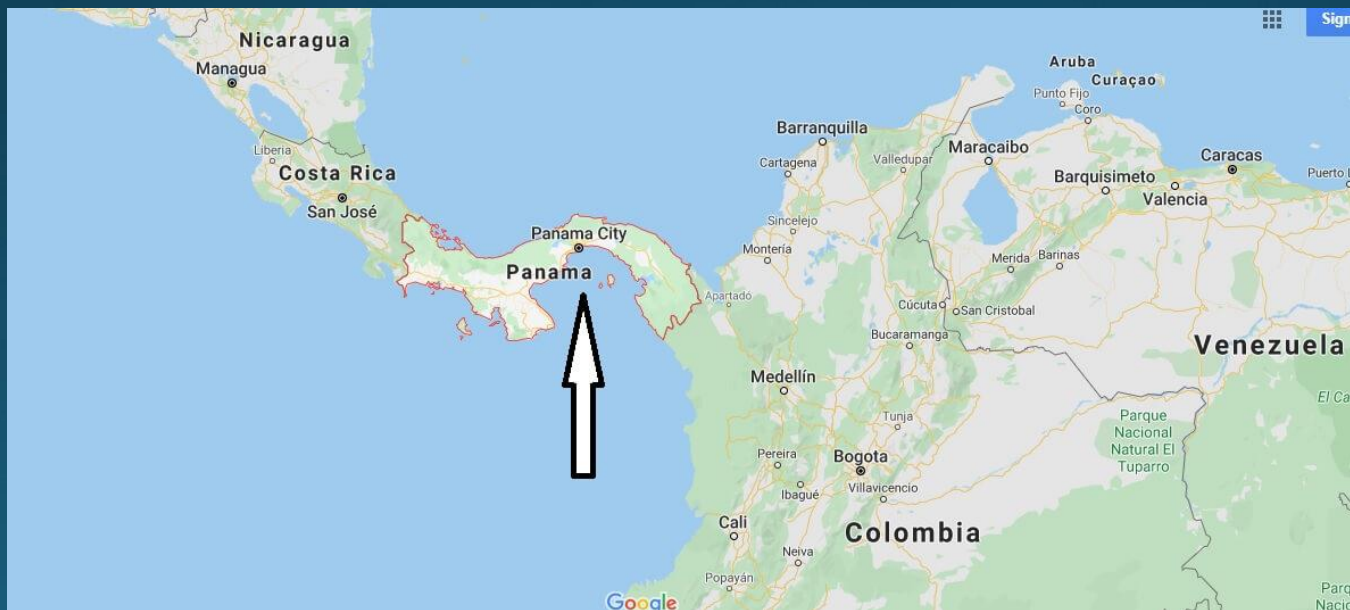 Nicaragua
Managua
Liberia
Costa Rica
San José
Panama City
Panama
Aruba
Curaçao
Punto Fijo
Coro
Barranquilla
Cartagena
Valledupar
Maracaibo
Caracas
Barquisimeto
Valencia
Sincelejo
Montería
Merida
Barinas
Apartadó
Cúcuta
San Cristobal
Bucaramanga
Venezuela
Medellín
Tunja
Parque
Nacional
Natural El
Tuparro
Pereira
Bogota
Ibagué
Villavicencio
Cali
Colombia
Neiva
Popayán
Google